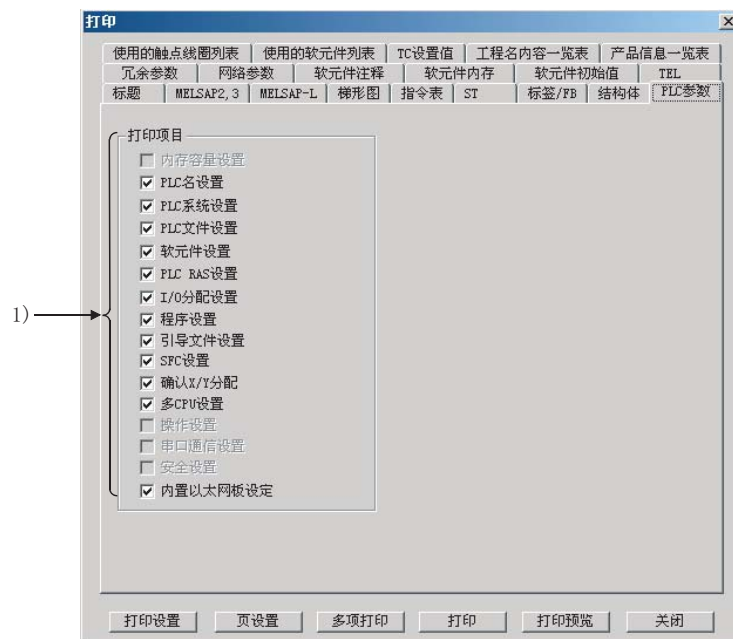 打印
使用的触点线圈列表 使用的软元件列表 TC设置值 工程名内容一览表 产品信息一览表
冗余参数 网络参数 软元件注释 软元件内存 软元件初始值 TEL
标题 MELSAP2,3 MELSAP-L 梯形图 指令表 ST 标签/FB 结构体 PLC参数
打印项目
内存容量设置
PLC名设置
PLC系统设置
PLC文件设置
软元件设置
PLC RAS设置
I/O分配设置
1)
程序设置
引导文件设置
SFC设置
确认X/Y分配
多CPU设置
操作设置
串口通信设置
安全设置
内置以太网板设定
打印设置 页设置 多项打印 打印 打印预览 关闭